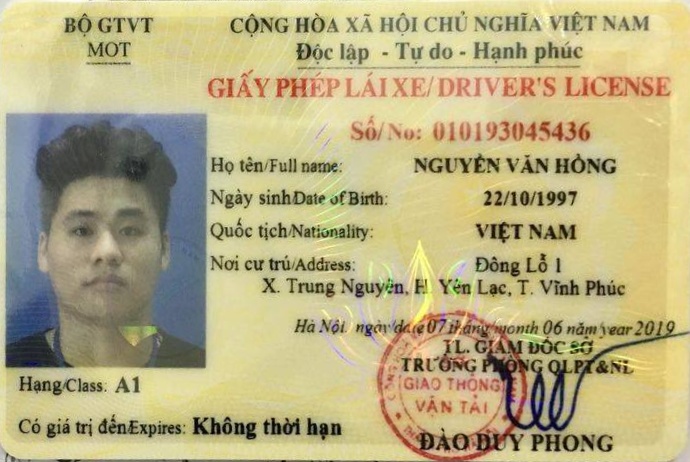 BỘ GTVT
MOT
CỘNG HÒA XÃ HỘI CHỦ NGHĨA VIỆT NAM
Độc lập - Tự do - Hạnh phúc
GIẤY PHÉP LÁI XE/DRIVER'S LICENSE
Số/No: 010193045436
Họ tên/Full name: NGUYỄN VĂN HỒNG
Ngày sinh/Date of Birth: 22/10/1997
Quốc tịch/Nationality: VIỆT NAM
Nơi cư trú/Address: Đông Lỗ 1
X. Trung Nguyên, H. Yên Lạc, T. Vĩnh Phúc
Hà Nội, ngày/date 07 tháng/month 06 năm/year 2019
TL. GIÁM ĐỐC SỞ
TRƯỞNG PHÒNG QLPT&NL
GIAO THÔNG
VẬN TẢI
Hạng/Class: A1
Có giá trị đến/Expires: Không thời hạn
ĐÀO DUY PHONG